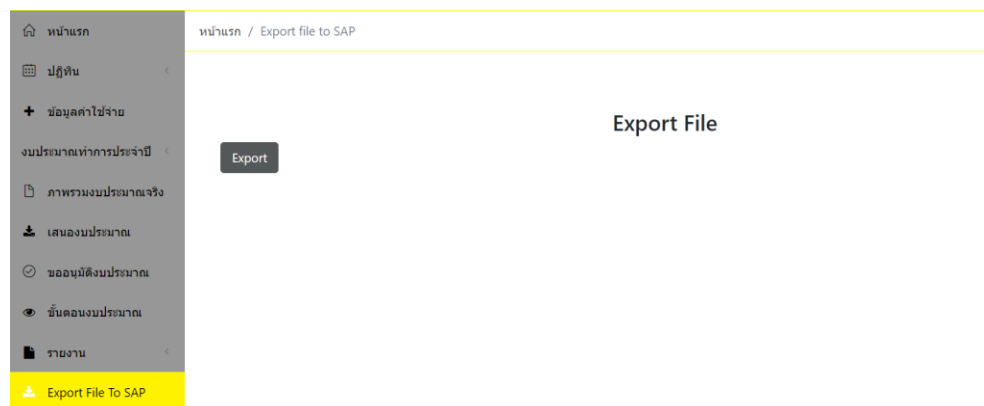 หน้าแรก
ปฏิทิน
ข้อมูลค่าใช้จ่าย
งบประมาณทำการประจำปี
ภาพรวมงบประมาณจริง
เสนองบประมาณ
ขออนุมัติงบประมาณ
ขั้นตอนงบประมาณ
รายงาน
Export File To SAP
หน้าแรก / Export file to SAP
Export File
Export